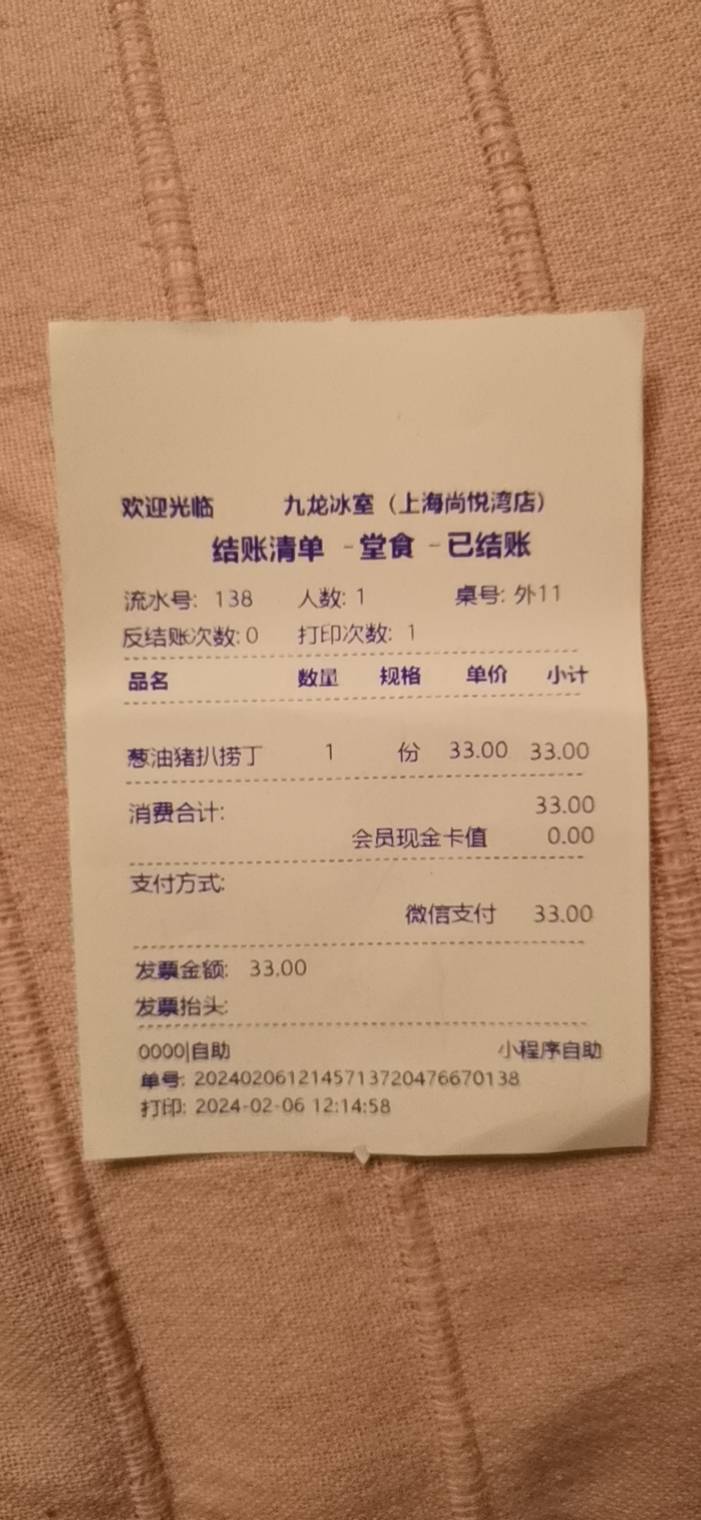 欢迎光临 九龙冰室（上海尚悦湾店）
结账清单 -堂食 -已结账
流水号: 138 人数: 1 桌号: 外11
反结账次数: 0 打印次数: 1
品名 数量 规格 单价 小计
葱油猪扒捞丁 1 份 33.00 33.00
消费合计: 33.00
会员现金卡值 0.00
支付方式:
微信支付 33.00
发票金额: 33.00
发票抬头:
0000|自助 小程序自助
单号: 2024020612145713720476670138
打印: 2024-02-06 12:14:58